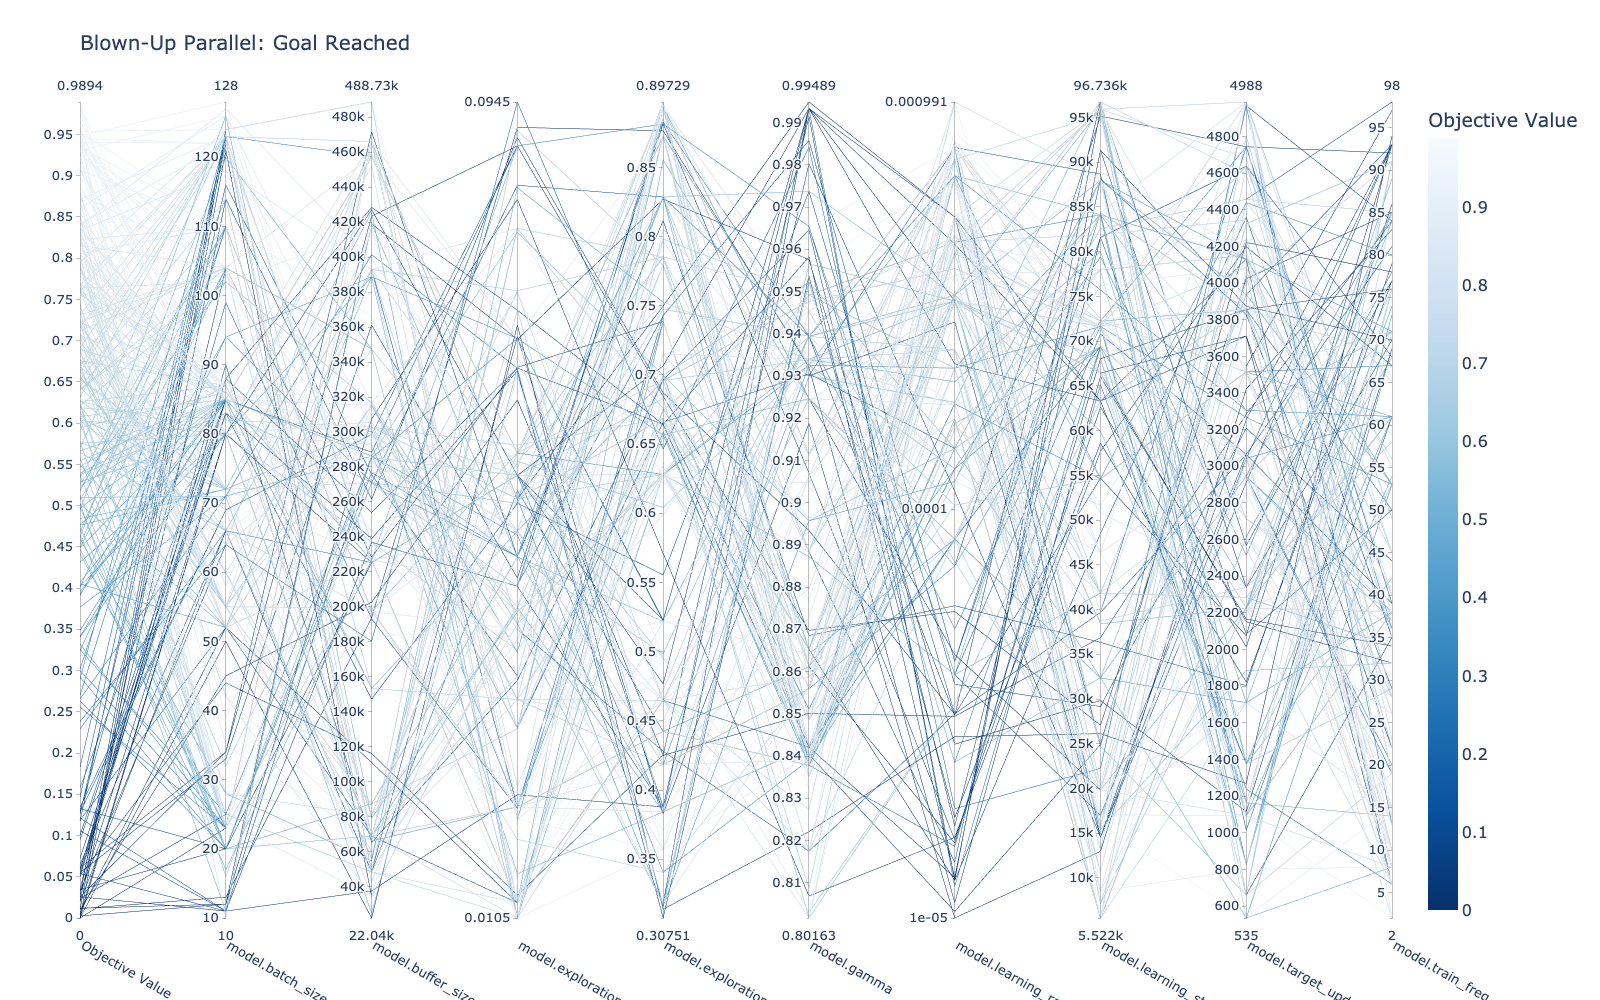 Blown-Up Parallel: Goal Reached
0.9894
128
488.73k
0.0945
0.89729
0.99489
0.000991
96.736k
4988
98
Objective Value
0.95
0.9
0.85
0.8
0.75
0.7
0.65
0.6
0.55
0.5
0.45
0.4
0.35
0.3
0.25
0.2
0.15
0.1
0.05
0
120
110
100
90
80
70
60
50
40
30
20
10
480k
460k
440k
420k
400k
380k
360k
340k
320k
300k
280k
260k
240k
220k
200k
180k
160k
140k
120k
100k
80k
60k
40k
0.0105
0.85
0.8
0.75
0.7
0.65
0.6
0.55
0.5
0.45
0.4
0.35
0.99
0.98
0.97
0.96
0.95
0.94
0.93
0.92
0.91
0.9
0.89
0.88
0.87
0.86
0.85
0.84
0.83
0.82
0.81
0.0001
1e-05
95k
90k
85k
80k
75k
70k
65k
60k
55k
50k
45k
40k
35k
30k
25k
20k
15k
10k
4800
4600
4400
4200
4000
3800
3600
3400
3200
3000
2800
2600
2400
2200
2000
1800
1600
1400
1200
1000
800
600
95
90
85
80
75
70
65
60
55
50
45
40
35
30
25
20
15
10
5
0.9
0.8
0.7
0.6
0.5
0.4
0.3
0.2
0.1
0
0
10
22.04k
0.30751
0.80163
5.522k
535
2
Objective Value
model.batch_size
model.buffer_size
model.exploration
model.exploration
model.gamma
model.learning_ra
model.learning_st
model.target_upd
model.train_freq